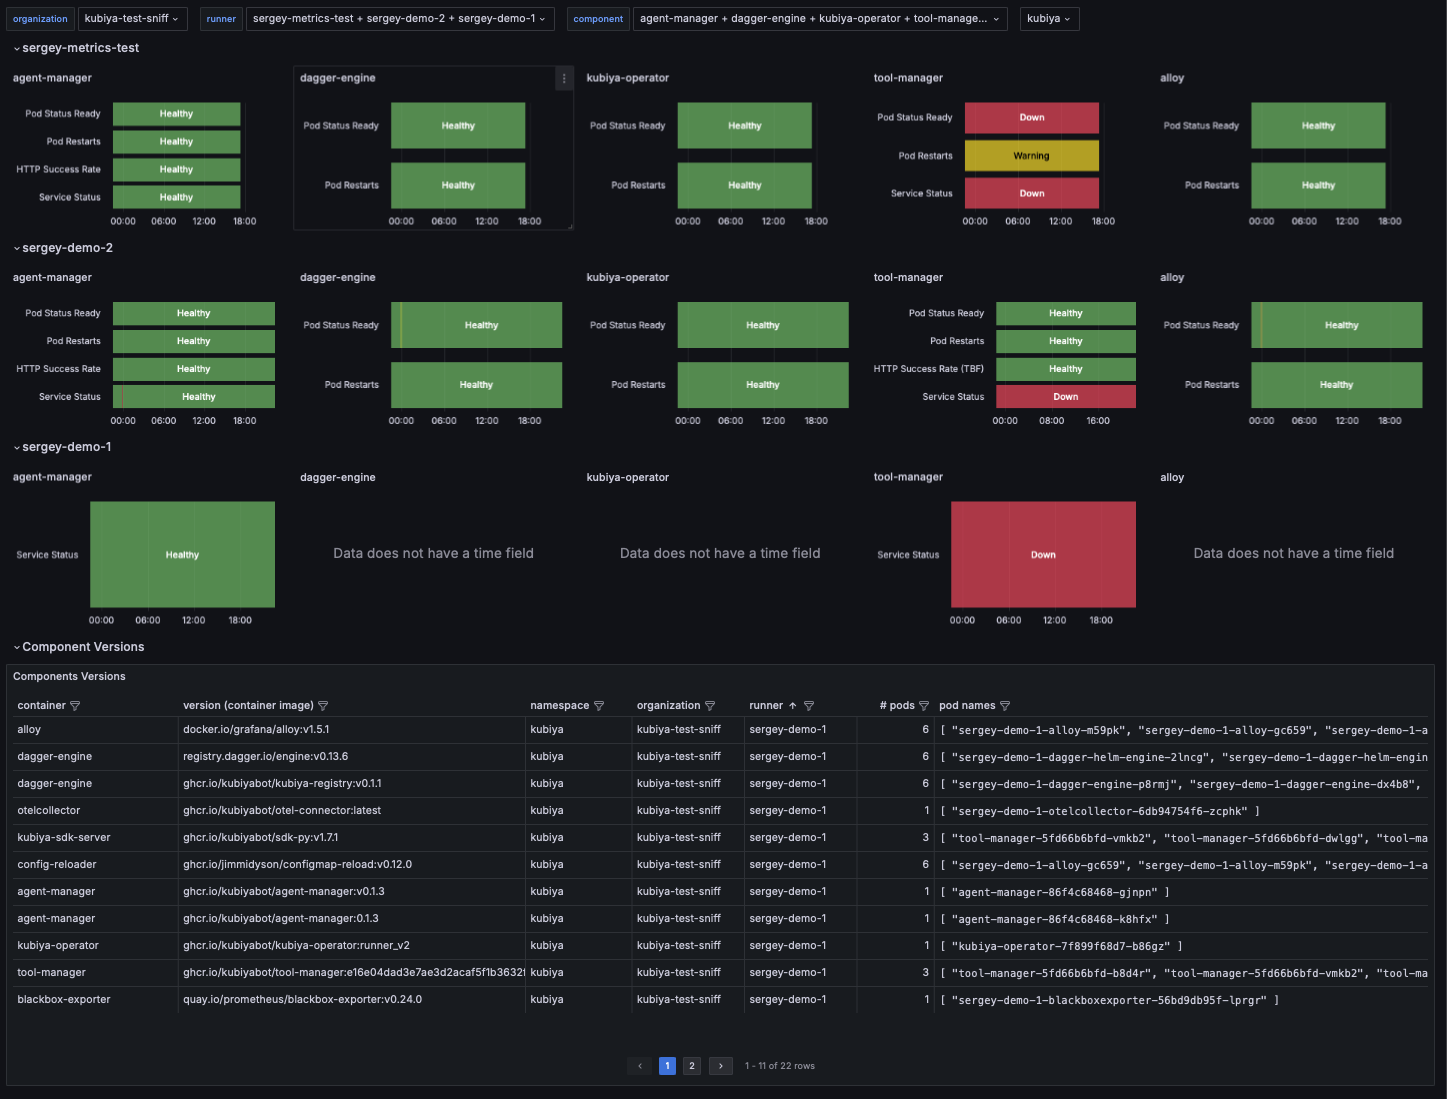 organization kubiya-test-sniff runner sergey-metrics-test + sergey-demo-2 + sergey-demo-1 component agent-manager + dagger-engine + kubiya-operator + tool-manage... kubiya
sergey-metrics-test
agent-manager
Pod Status Ready Healthy
Pod Restarts Healthy
HTTP Success Rate Healthy
Service Status Healthy
00:00 06:00 12:00 18:00
dagger-engine
Pod Status Ready Healthy
Pod Restarts Healthy
00:00 06:00 12:00 18:00
kubiya-operator
Pod Status Ready Healthy
Pod Restarts Healthy
00:00 06:00 12:00 18:00
tool-manager
Pod Status Ready Down
Pod Restarts Warning
Service Status Down
00:00 06:00 12:00 18:00
alloy
Pod Status Ready Healthy
Pod Restarts Healthy
00:00 06:00 12:00 18:00
sergey-demo-2
agent-manager
Pod Status Ready Healthy
Pod Restarts Healthy
HTTP Success Rate Healthy
Service Status Healthy
00:00 06:00 12:00 18:00
dagger-engine
Pod Status Ready Healthy
Pod Restarts Healthy
00:00 06:00 12:00 18:00
kubiya-operator
Pod Status Ready Healthy
Pod Restarts Healthy
00:00 06:00 12:00 18:00
tool-manager
Pod Status Ready Healthy
Pod Restarts Healthy
HTTP Success Rate (TBF) Healthy
Service Status Down
00:00 08:00 16:00
alloy
Pod Status Ready Healthy
Pod Restarts Healthy
00:00 06:00 12:00 18:00
sergey-demo-1
agent-manager
Service Status Healthy
00:00 06:00 12:00 18:00
dagger-engine
Data does not have a time field
kubiya-operator
Data does not have a time field
tool-manager
Service Status Down
00:00 06:00 12:00 18:00
alloy
Data does not have a time field
Component Versions
Components Versions
container version (container image) namespace organization runner # pods pod names
alloy docker.io/grafana/alloy:v1.5.1 kubiya kubiya-test-sniff sergey-demo-1 6 [ "sergey-demo-1-alloy-m59pk", "sergey-demo-1-alloy-gc659", "sergey-demo-1-a
dagger-engine registry.dagger.io/engine:v0.13.6 kubiya kubiya-test-sniff sergey-demo-1 6 [ "sergey-demo-1-dagger-helm-engine-2lncg", "sergey-demo-1-dagger-helm-engin
dagger-engine ghcr.io/kubiyabot/kubiya-registry:v0.1.1 kubiya kubiya-test-sniff sergey-demo-1 6 [ "sergey-demo-1-dagger-engine-p8rmj", "sergey-demo-1-dagger-engine-dx4b8",
otelcollector ghcr.io/kubiyabot/otel-connector:latest kubiya kubiya-test-sniff sergey-demo-1 1 [ "sergey-demo-1-otelcollector-6db94754f6-zcphk" ]
kubiya-sdk-server ghcr.io/kubiyabot/sdk-py:v1.7.1 kubiya kubiya-test-sniff sergey-demo-1 3 [ "tool-manager-5fd66b6bfd-vmkb2", "tool-manager-5fd66b6bfd-dwlgg", "tool-ma
config-reloader ghcr.io/jimmidyson/configmap-reload:v0.12.0 kubiya kubiya-test-sniff sergey-demo-1 6 [ "sergey-demo-1-alloy-gc659", "sergey-demo-1-alloy-m59pk", "sergey-demo-1-a
agent-manager ghcr.io/kubiyabot/agent-manager:v0.1.3 kubiya kubiya-test-sniff sergey-demo-1 1 [ "agent-manager-86f4c68468-gjnpn" ]
agent-manager ghcr.io/kubiyabot/agent-manager:0.1.3 kubiya kubiya-test-sniff sergey-demo-1 1 [ "agent-manager-86f4c68468-k8hfx" ]
kubiya-operator ghcr.io/kubiyabot/kubiya-operator:runner_v2 kubiya kubiya-test-sniff sergey-demo-1 1 [ "kubiya-operator-7f899f68d7-b86gz" ]
tool-manager ghcr.io/kubiyabot/tool-manager:e16e04dad3e7ae3d2acaf5f1b3632f kubiya kubiya-test-sniff sergey-demo-1 3 [ "tool-manager-5fd66b6bfd-b8d4r", "tool-manager-5fd66b6bfd-vmkb2", "tool-ma
blackbox-exporter quay.io/prometheus/blackbox-exporter:v0.24.0 kubiya kubiya-test-sniff sergey-demo-1 1 [ "sergey-demo-1-blackboxexporter-56bd9db95f-lprgr" ]
1 2 1 - 11 of 22 rows